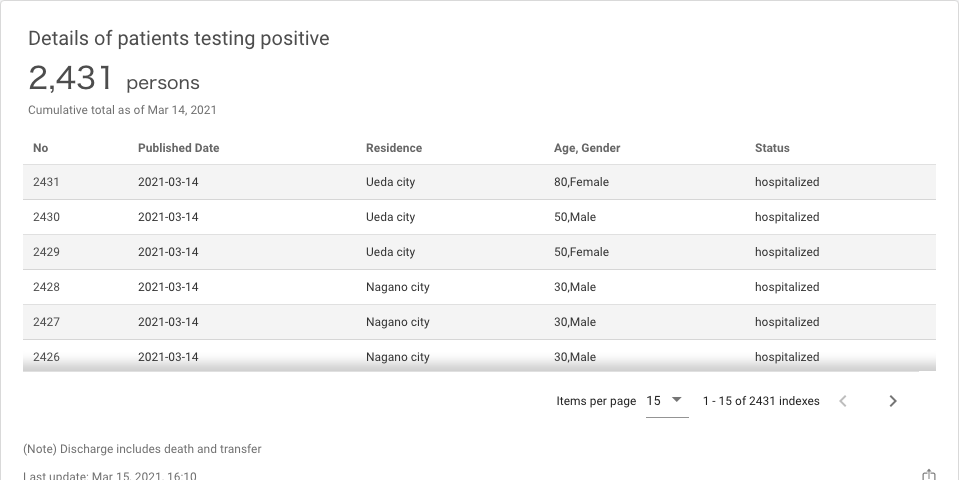 Details of patients testing positive
2,431 persons
Cumulative total as of Mar 14, 2021
No Published Date Residence Age, Gender Status
2431 2021-03-14 Ueda city 80,Female hospitalized
2430 2021-03-14 Ueda city 50,Male hospitalized
2429 2021-03-14 Ueda city 50,Female hospitalized
2428 2021-03-14 Nagano city 30,Male hospitalized
2427 2021-03-14 Nagano city 30,Male hospitalized
2426 2021-03-14 Nagano city 30,Male hospitalized
Items per page 15 1 - 15 of 2431 indexes
(Note) Discharge includes death and transfer
Last update: Mar 15, 2021, 16:10